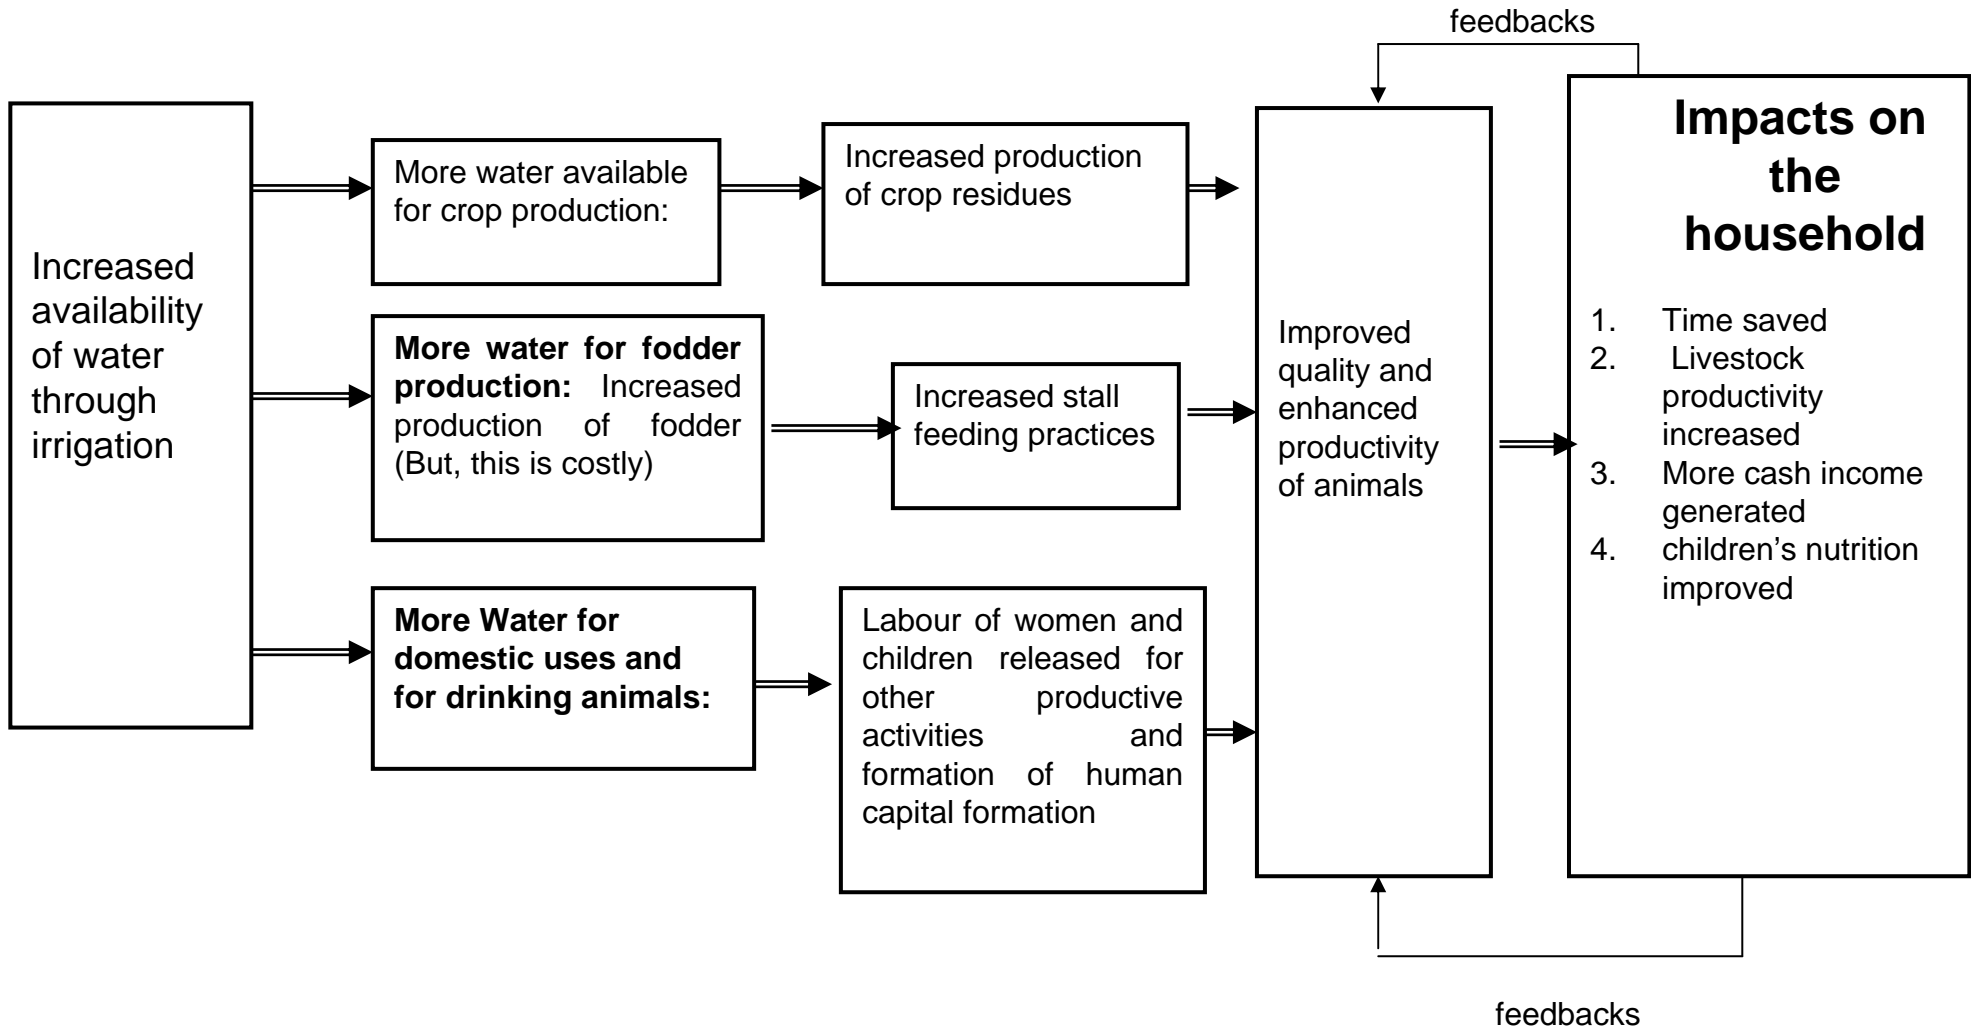 feedbacks
Increased
availability
of water
through
irrigation
More water available
for crop production:
Increased production
of crop residues
More water for fodder
production: Increased
production of fodder
(But, this is costly)
Increased stall
feeding practices
More Water for
domestic uses and
for drinking animals:
Labour of women and
children released for
other productive
activities and
formation of human
capital formation
Improved
quality and
enhanced
productivity
of animals
Impacts on
the
household
1. Time saved
2. Livestock
productivity
increased
3. More cash income
generated
4. children’s nutrition
improved
feedbacks